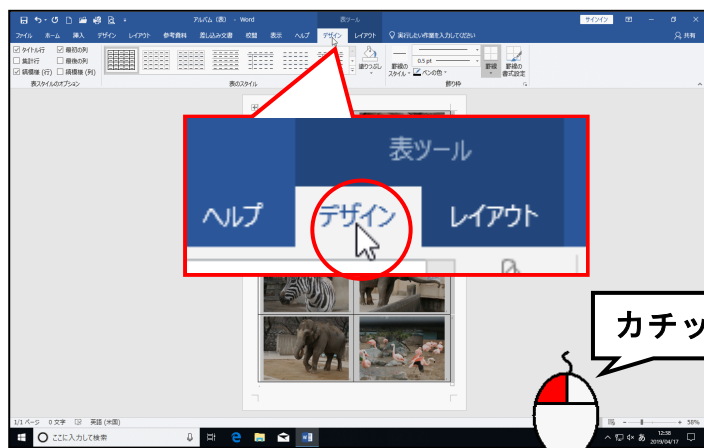 アルバム (表) - Word
表ツール
サインイン
ファイル ホーム 挿入 デザイン レイアウト 参考資料 差し込み文書 校閲 表示 ヘルプ デザイン レイアウト 実行したい作業を入力してください 共有
タイトル行 最初の列
集計行 最後の列
縞模様 (行) 縞模様 (列)
塗りつぶし
罫線の
スタイル
0.5 pt
ペンの色
罫線
罫線の
書式設定
表スタイルのオプション 表のスタイル 飾り枠
表ツール
ヘルプ デザイン レイアウト
カチッ
1/1 ページ 0 文字 英語 (米国)
56%
ここに入力して検索
あ
12:38
2019/04/17